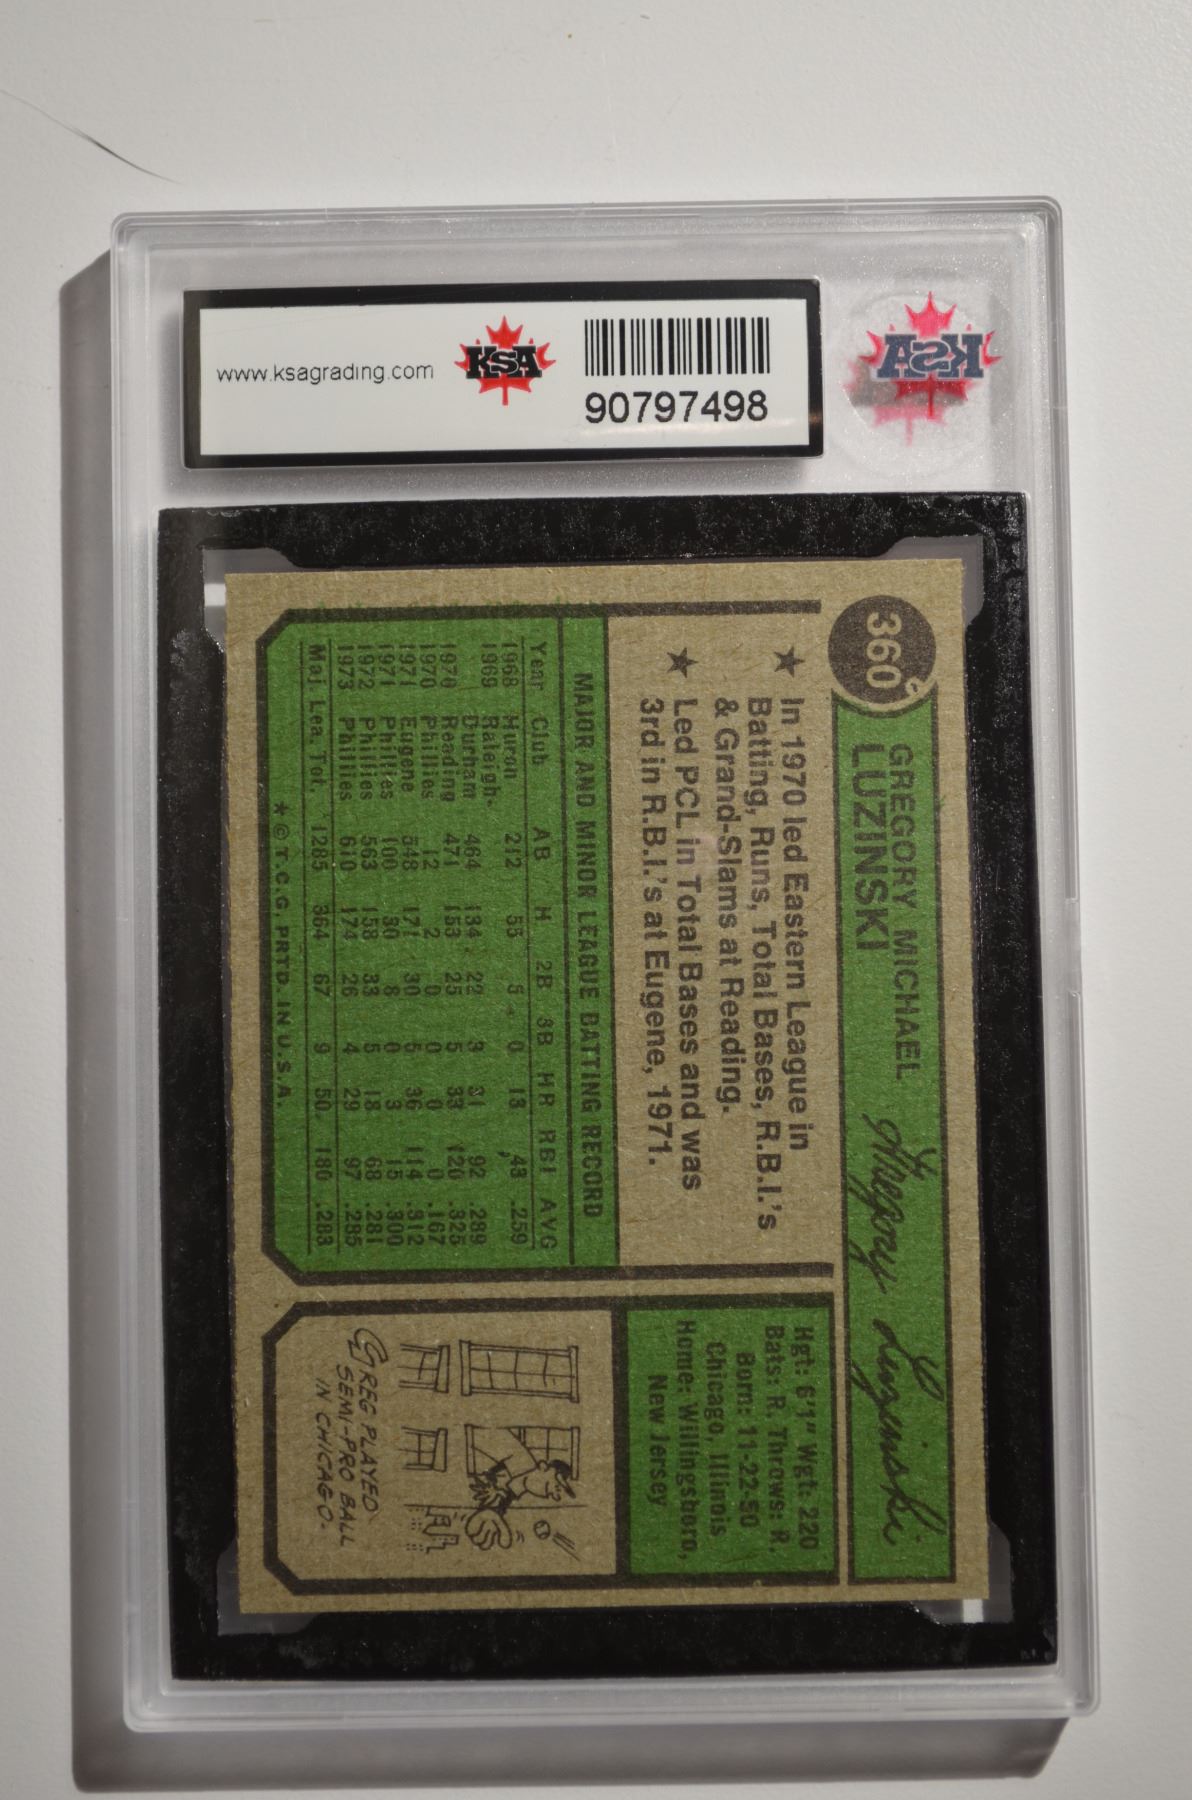 www.ksagrading.com
KSA
90797498
KSA
360
GREGORY MICHAEL
LUZINSKI
Gregory Luzinski
★ In 1970 led Eastern League in
Batting, Runs, Total Bases, R.B.I.'s
& Grand-Slams at Reading.
★ Led PCL in Total Bases and was
3rd in R.B.I.'s at Eugene, 1971.
MAJOR AND MINOR LEAGUE BATTING RECORD
Year Club AB H 2B 3B HR RBI AVG
1968 Huron 212 55 5 0 13 43 .259
1969 Raleigh-
Durham 464 134 22 3 31 92 .289
1970 Reading 471 153 25 5 33 120 .325
1970 Phillies 12 2 0 0 0 0 .167
1971 Eugene 548 171 30 5 36 114 .312
1971 Phillies 100 30 8 0 3 15 .300
1972 Phillies 563 158 33 5 18 68 .281
1973 Phillies 610 174 26 4 29 97 .285
Maj. Lea. Tot. 1285 364 67 9 50 180 .283
★ © T.C.G. PRTD. IN U.S.A.
Hgt: 6'1" Wgt: 220
Bats: R. Throws: R.
Born: 11-22-50
Chicago, Illinois
Home: Willingsboro,
New Jersey
GREG PLAYED
SEMI-PRO BALL
IN CHICAGO.